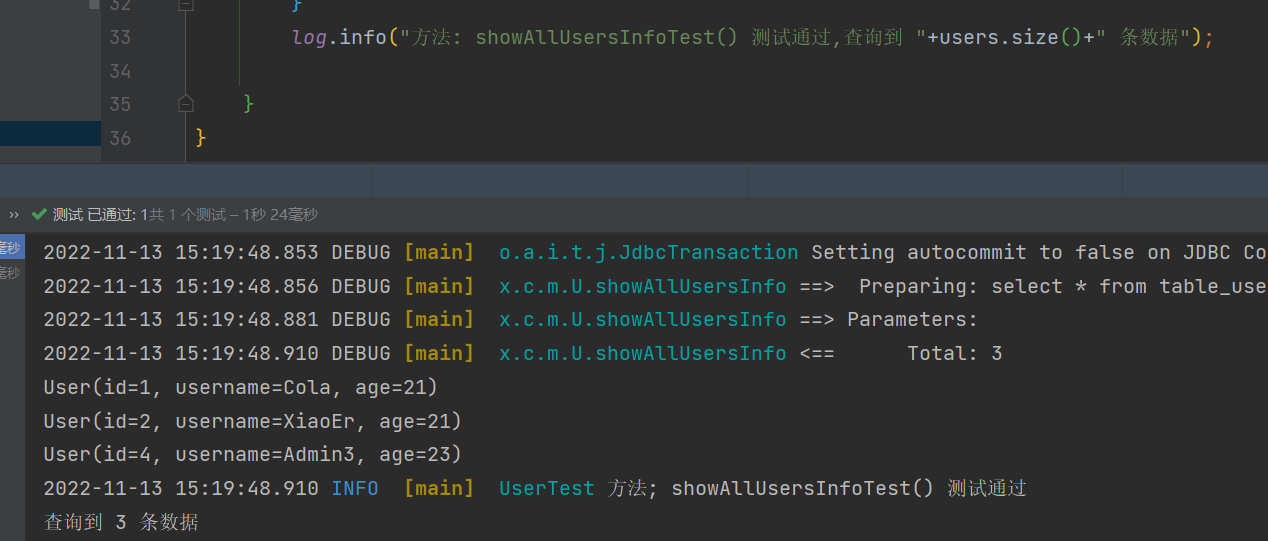 32 }
33 log.info("方法: showAllUsersInfoTest() 测试通过,查询到 "+users.size()+" 条数据");
34
35 }
36 }
›› 测试 已通过: 1共 1 个测试 – 1秒 24毫秒
毫秒 2022-11-13 15:19:48.853 DEBUG [main] o.a.i.t.j.JdbcTransaction Setting autocommit to false on JDBC Co
毫秒 2022-11-13 15:19:48.856 DEBUG [main] x.c.m.U.showAllUsersInfo ==>  Preparing: select * from table_use
2022-11-13 15:19:48.881 DEBUG [main] x.c.m.U.showAllUsersInfo ==> Parameters:
2022-11-13 15:19:48.910 DEBUG [main] x.c.m.U.showAllUsersInfo <==      Total: 3
User(id=1, username=Cola, age=21)
User(id=2, username=XiaoEr, age=21)
User(id=4, username=Admin3, age=23)
2022-11-13 15:19:48.910 INFO  [main] UserTest 方法; showAllUsersInfoTest() 测试通过
查询到 3 条数据